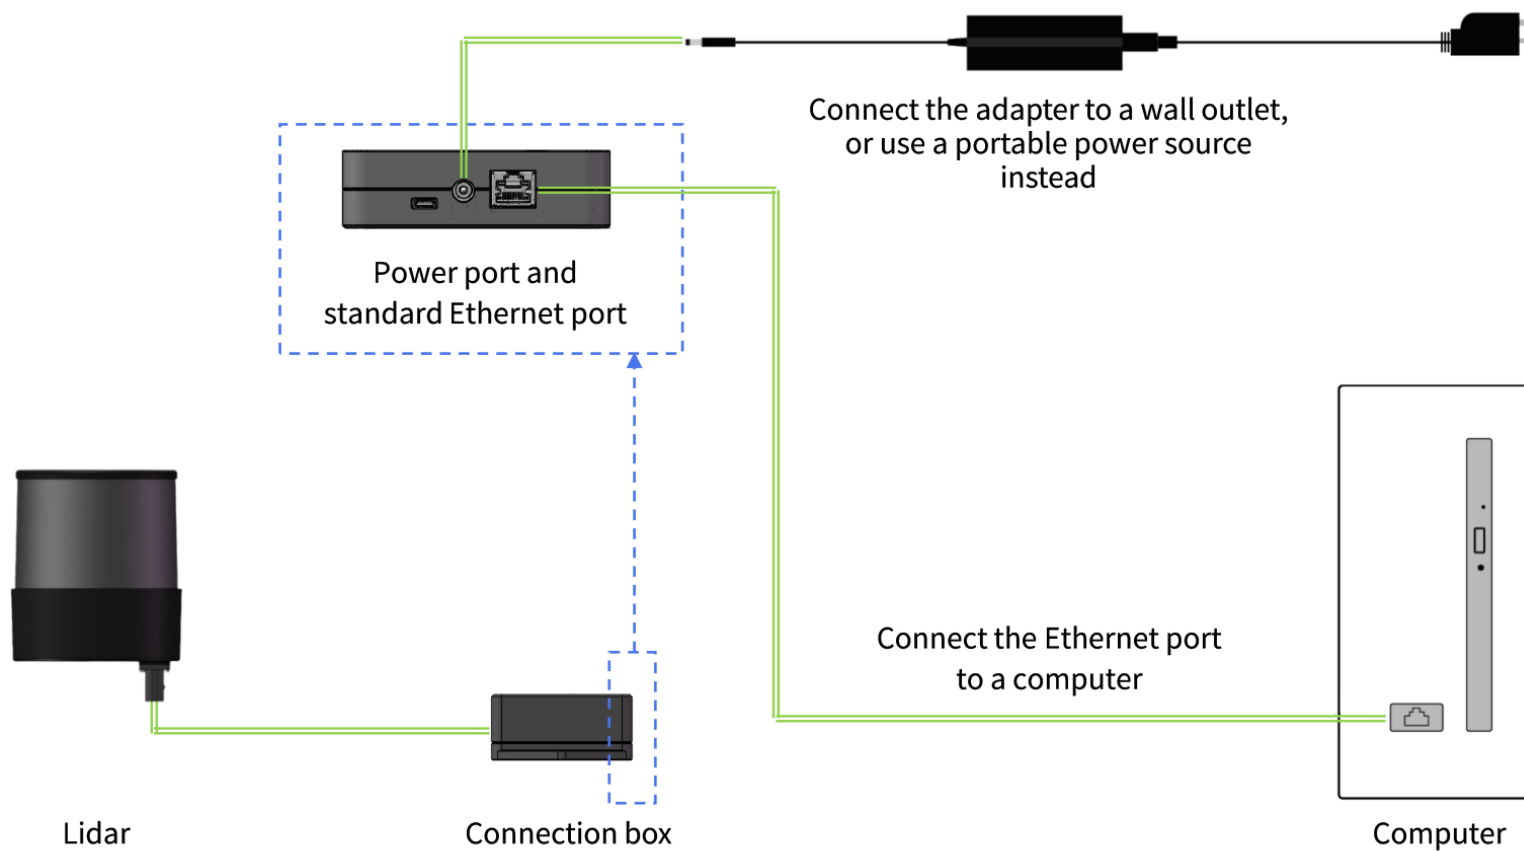 Connect the adapter to a wall outlet,
or use a portable power source
instead
Power port and
standard Ethernet port
Connect the Ethernet port
to a computer
Lidar
Connection box
Computer